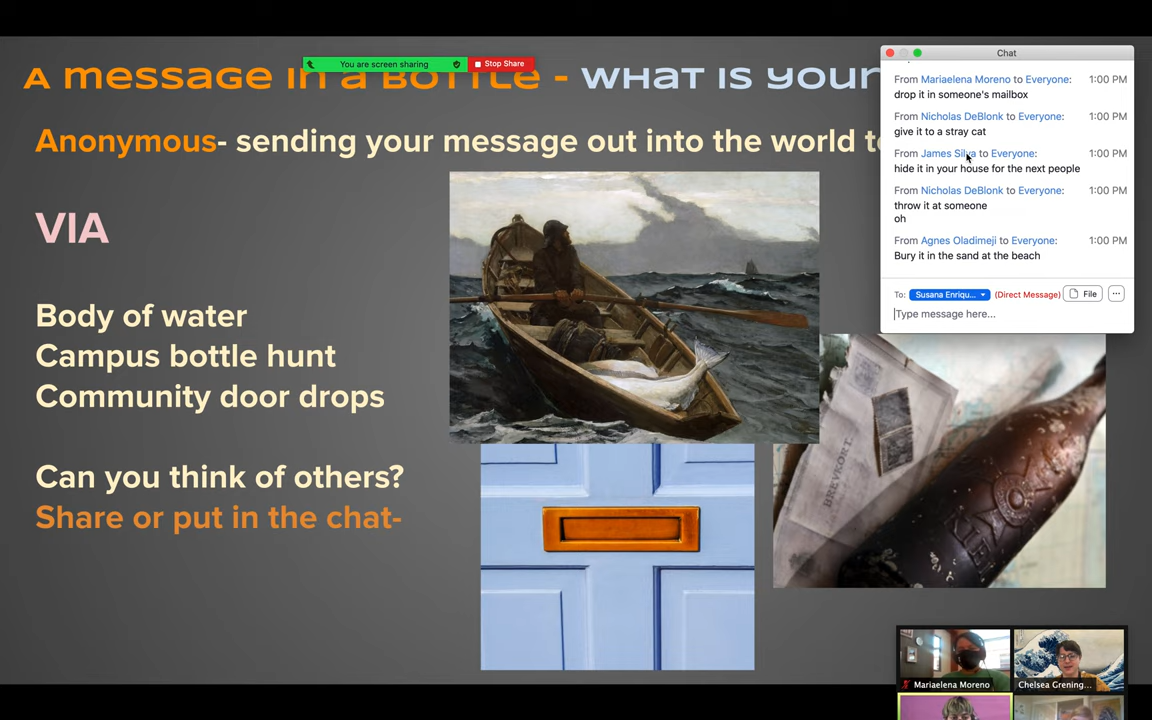 You are screen sharing
Stop Share
A message in a Bottle - what is your
Anonymous- sending your message out into the world t
VIA
Body of water
Campus bottle hunt
Community door drops
Can you think of others?
Share or put in the chat-
Chat
From Mariaelena Moreno to Everyone: 1:00 PM
drop it in someone's mailbox
From Nicholas DeBlonk to Everyone: 1:00 PM
give it to a stray cat
From James Silva to Everyone: 1:00 PM
hide it in your house for the next people
From Nicholas DeBlonk to Everyone: 1:00 PM
throw it at someone
oh
From Agnes Oladimeji to Everyone: 1:00 PM
Bury it in the sand at the beach
To: Susana Enriqu... (Direct Message) File ...
Type message here...
BREVKORT.
Mariaelena Moreno
Chelsea Grening...